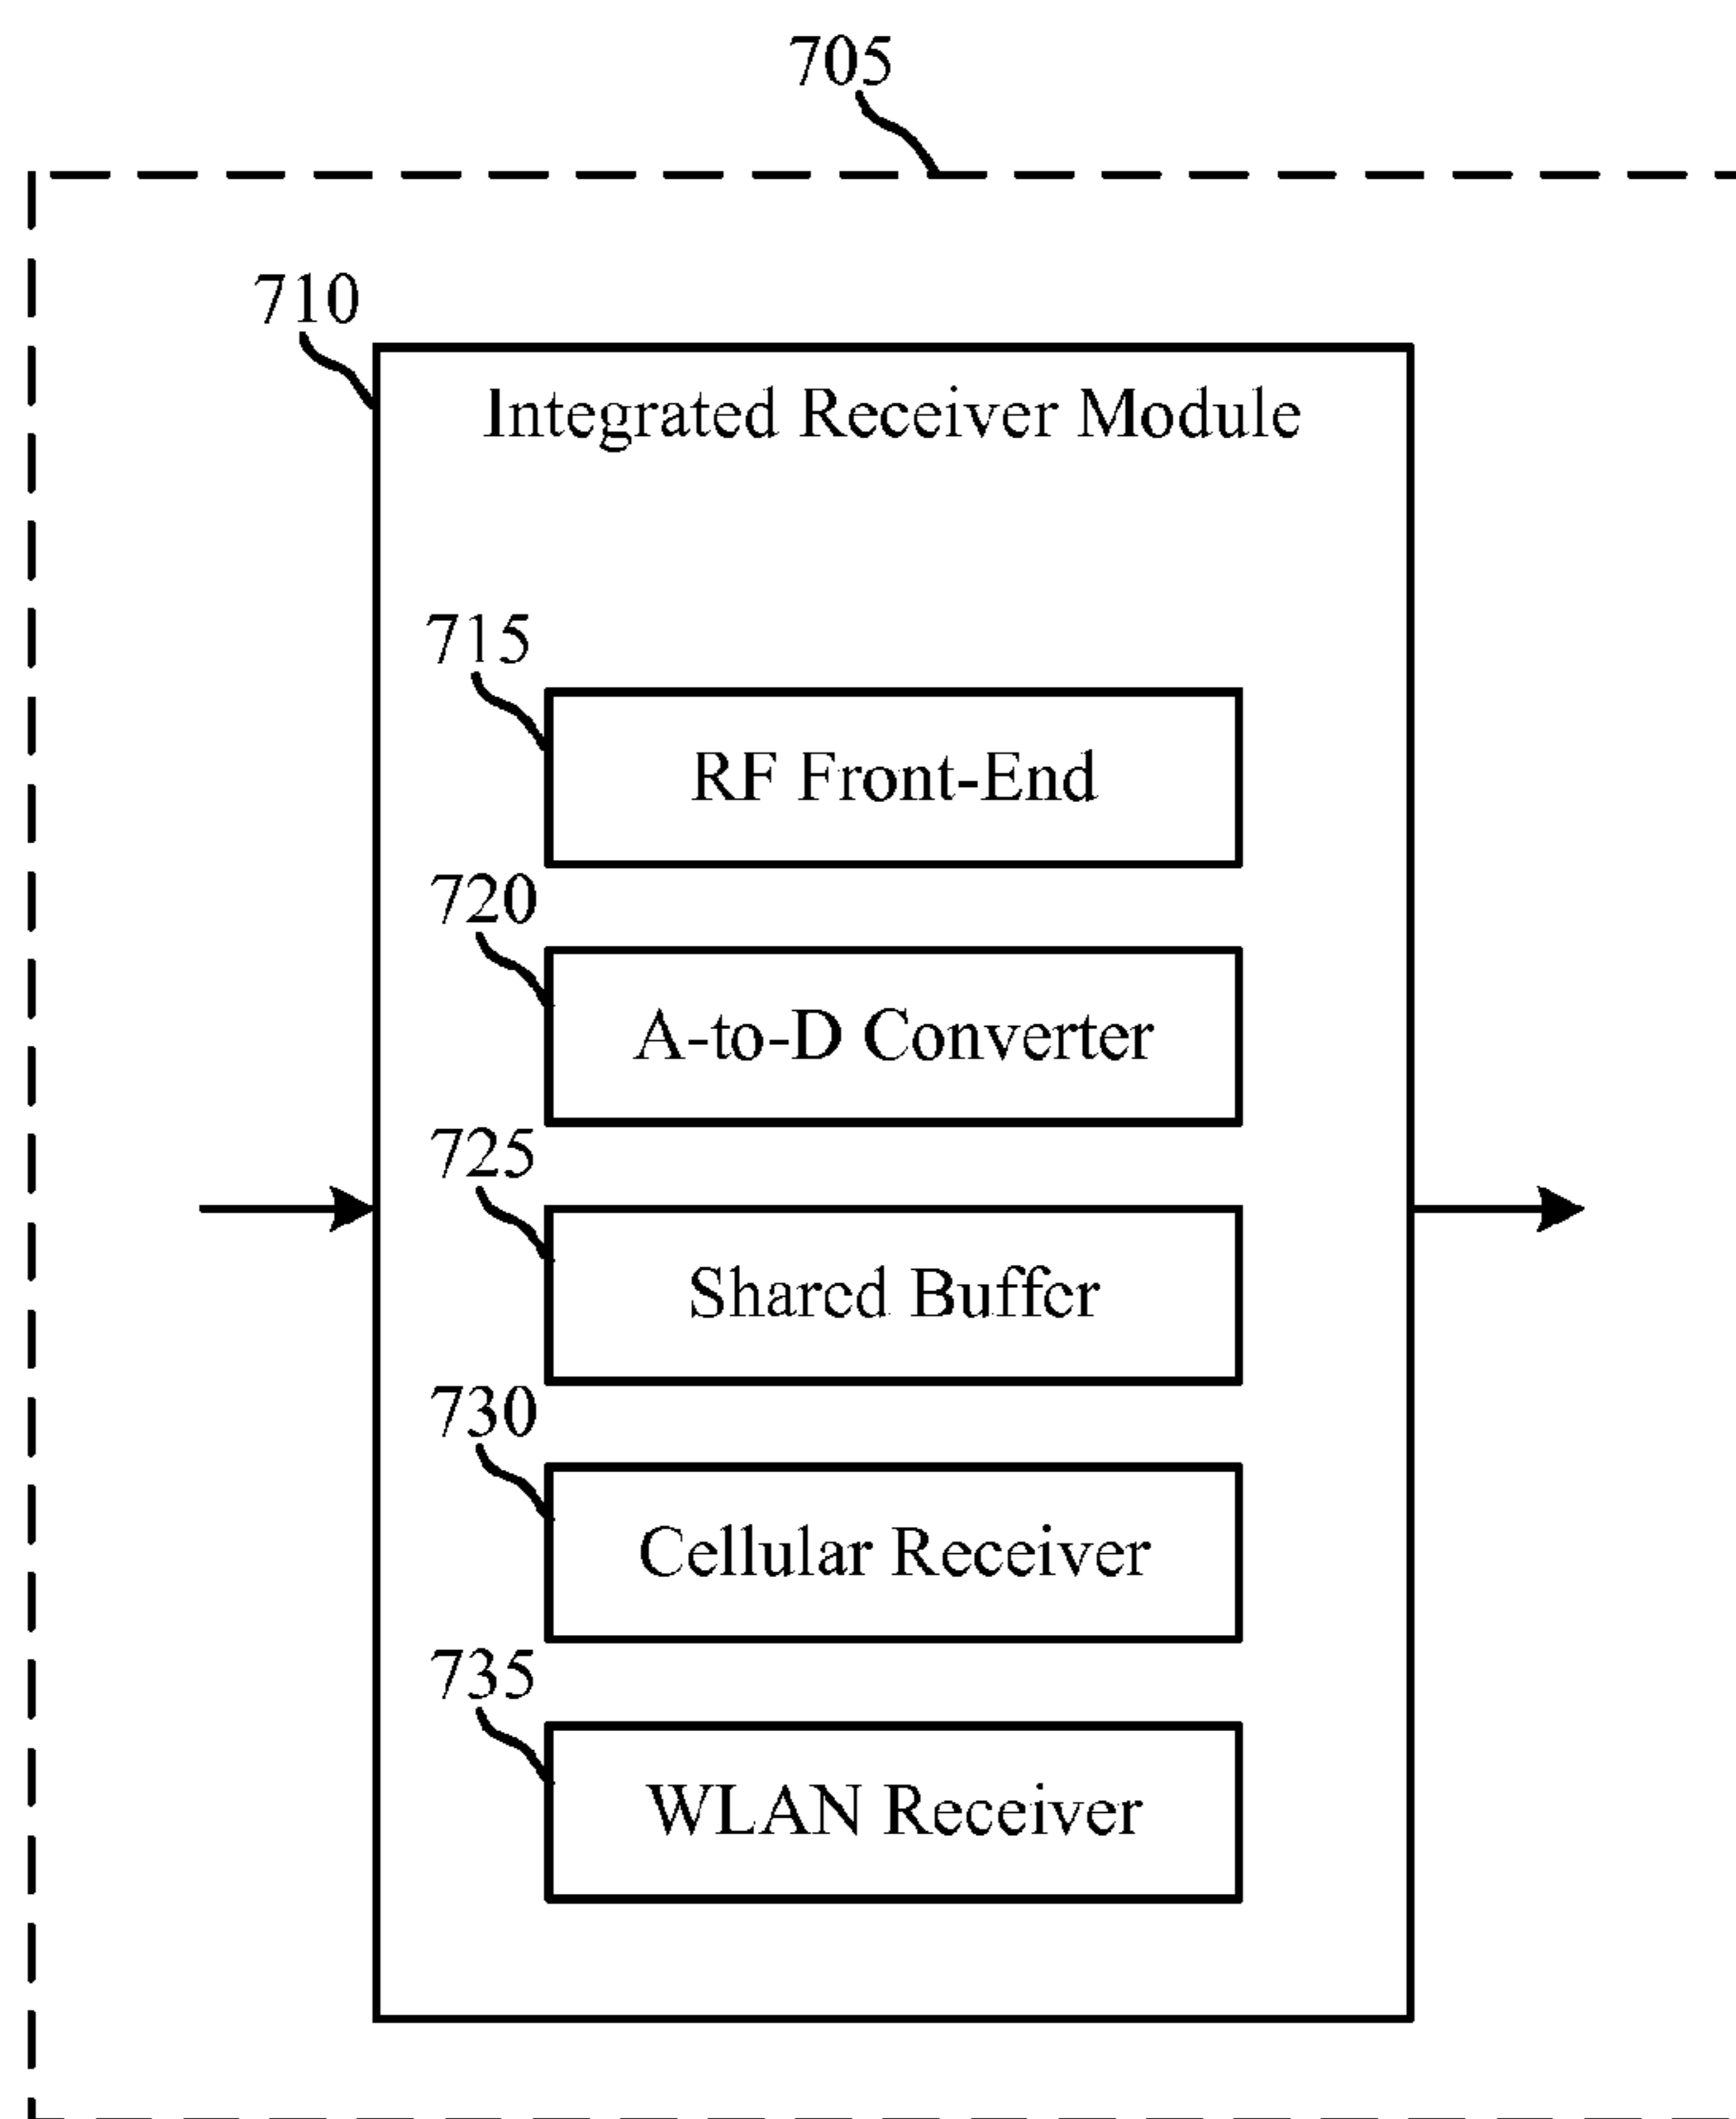 705
710
Integrated Receiver Module
715
RF Front-End
720
A-to-D Converter
725
Shared Buffer
730
Cellular Receiver
735
WLAN Receiver